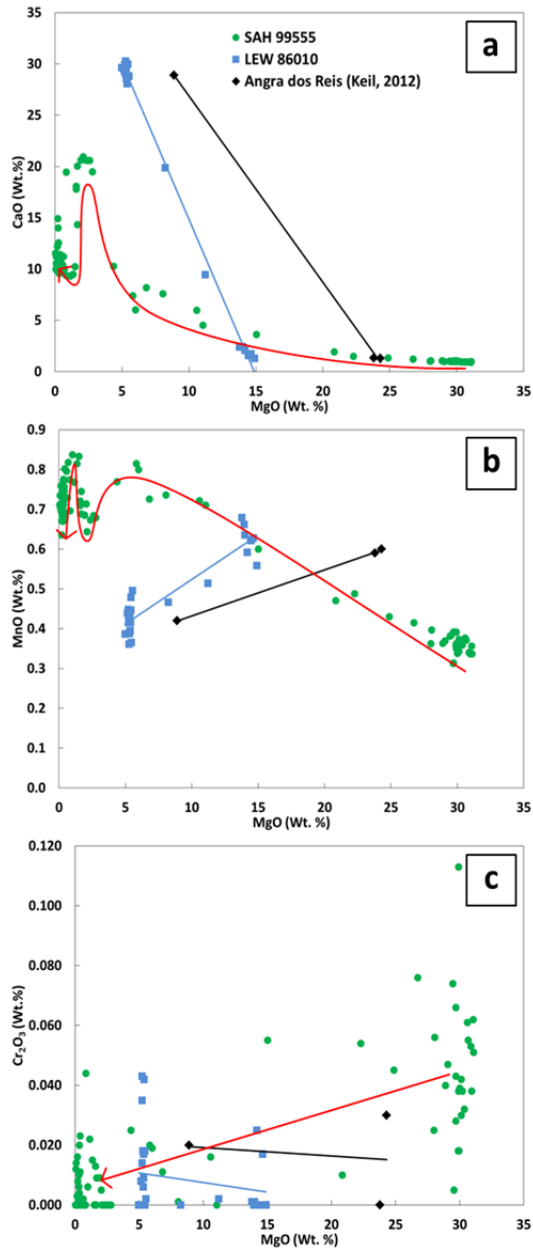 SAH 99555
LEW 86010
Angra dos Reis (Keil, 2012)
a
CaO (Wt.%)
35
30
25
20
15
10
5
0
0 5 10 15 20 25 30 35
MgO (Wt. %)
b
MnO (Wt.%)
0.9
0.8
0.7
0.6
0.5
0.4
0.3
0.2
0.1
0.0
0 5 10 15 20 25 30 35
MgO (Wt. %)
c
Cr₂O₃ (Wt.%)
0.120
0.100
0.080
0.060
0.040
0.020
0.000
0 5 10 15 20 25 30 35
MgO (Wt. %)